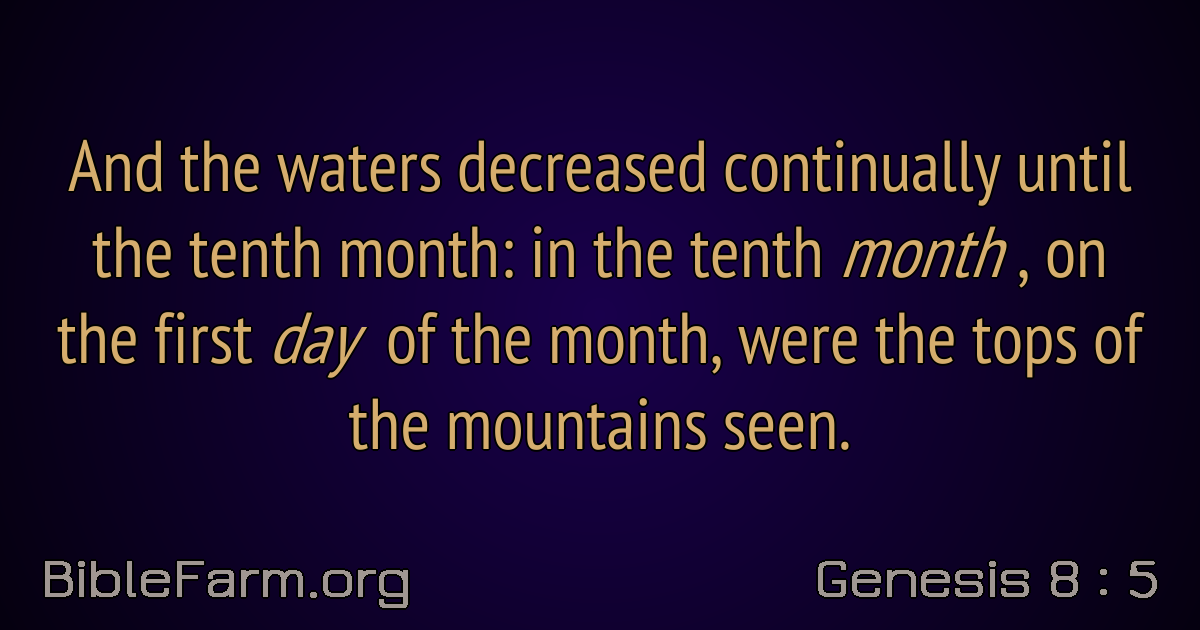 And the waters decreased continually until
the tenth month: in the tenth month , on
the first day of the month, were the tops of
the mountains seen.
BibleFarm.org
Genesis 8 : 5